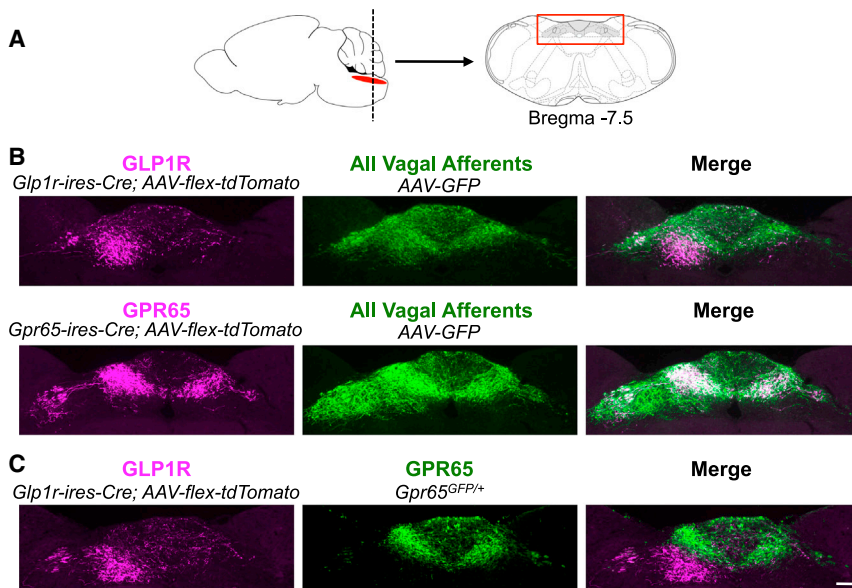 A
Bregma -7.5
B
GLP1R
Glp1r-ires-Cre; AAV-flex-tdTomato
All Vagal Afferents
AAV-GFP
Merge
GPR65
Gpr65-ires-Cre; AAV-flex-tdTomato
All Vagal Afferents
AAV-GFP
Merge
C
GLP1R
Glp1r-ires-Cre; AAV-flex-tdTomato
GPR65
Gpr65GFP/+
Merge